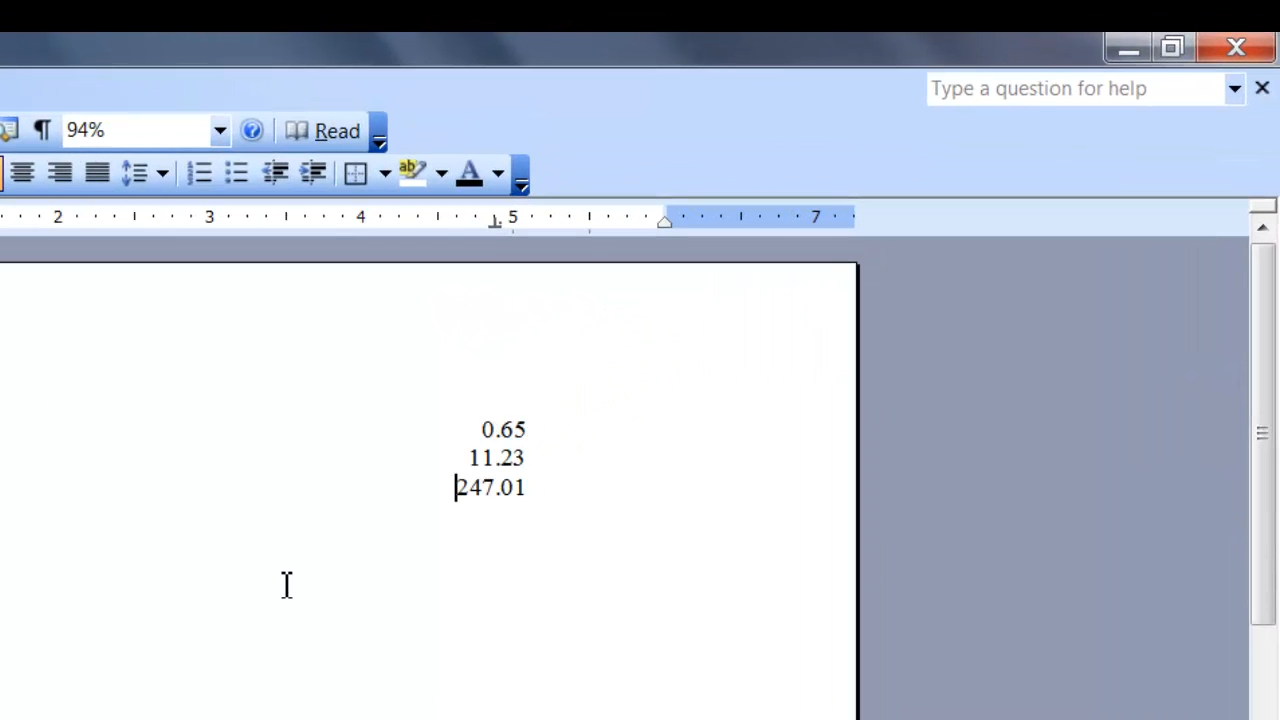 Type a question for help
94%
Read
2 3 4 5 7
0.65
11.23
247.01